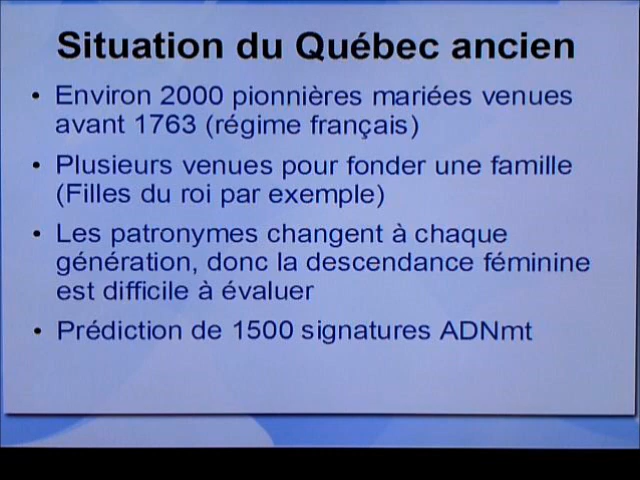 Situation du Québec ancien
• Environ 2000 pionnières mariées venues
avant 1763 (régime français)
• Plusieurs venues pour fonder une famille
(Filles du roi par exemple)
• Les patronymes changent à chaque
génération, donc la descendance féminine
est difficile à évaluer
• Prédiction de 1500 signatures ADNmt